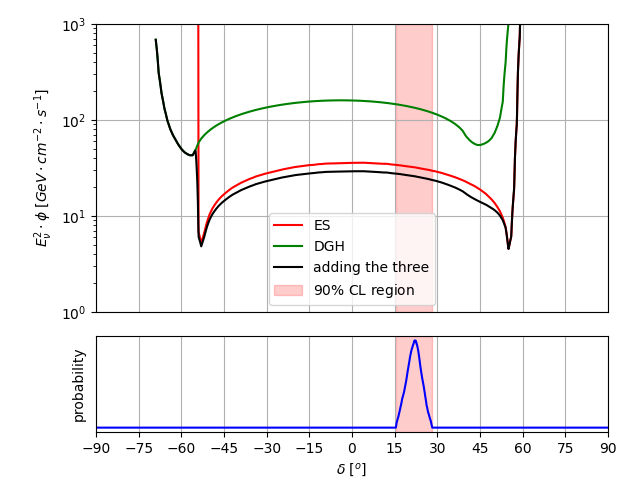 10³
10²
10¹
10⁰
E²_ν · ϕ [GeV · cm⁻² · s⁻¹]
ES
DGH
adding the three
90% CL region
probability
−90 −75 −60 −45 −30 −15 0 15 30 45 60 75 90
δ [°]